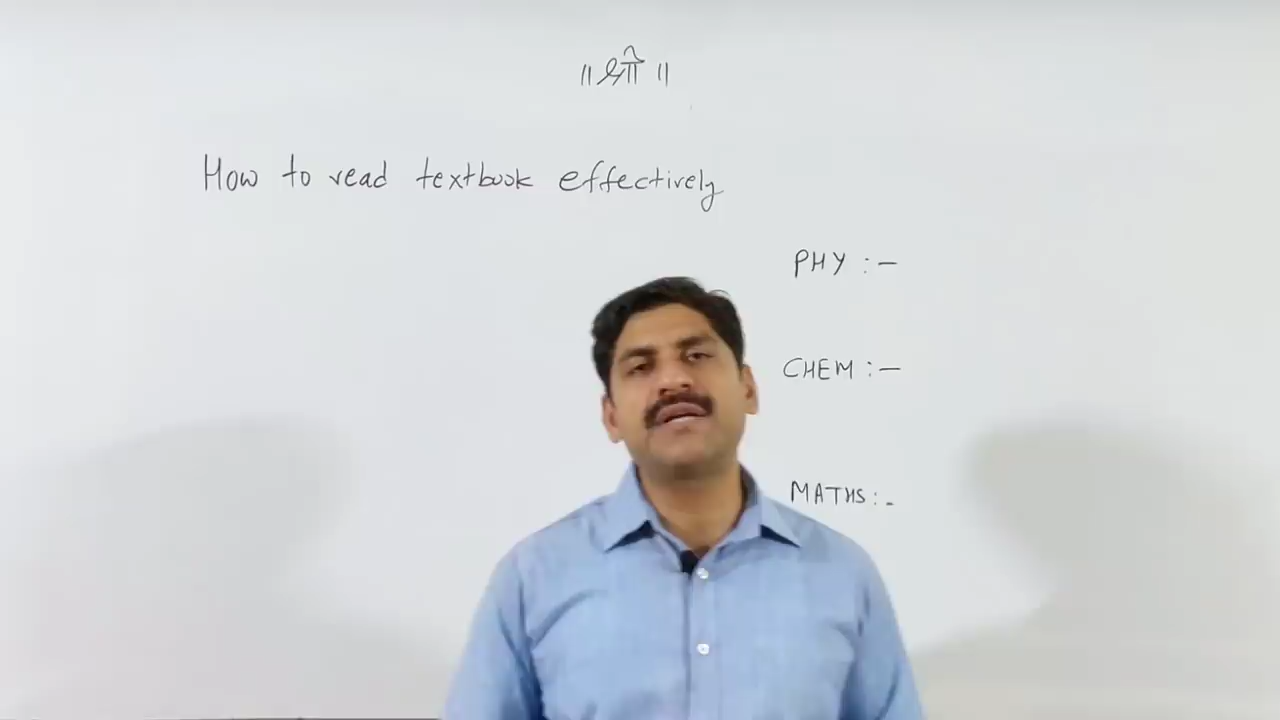 ॥ श्री ॥
How to read textbook effectively
PHY :-
CHEM :-
MATHS :-